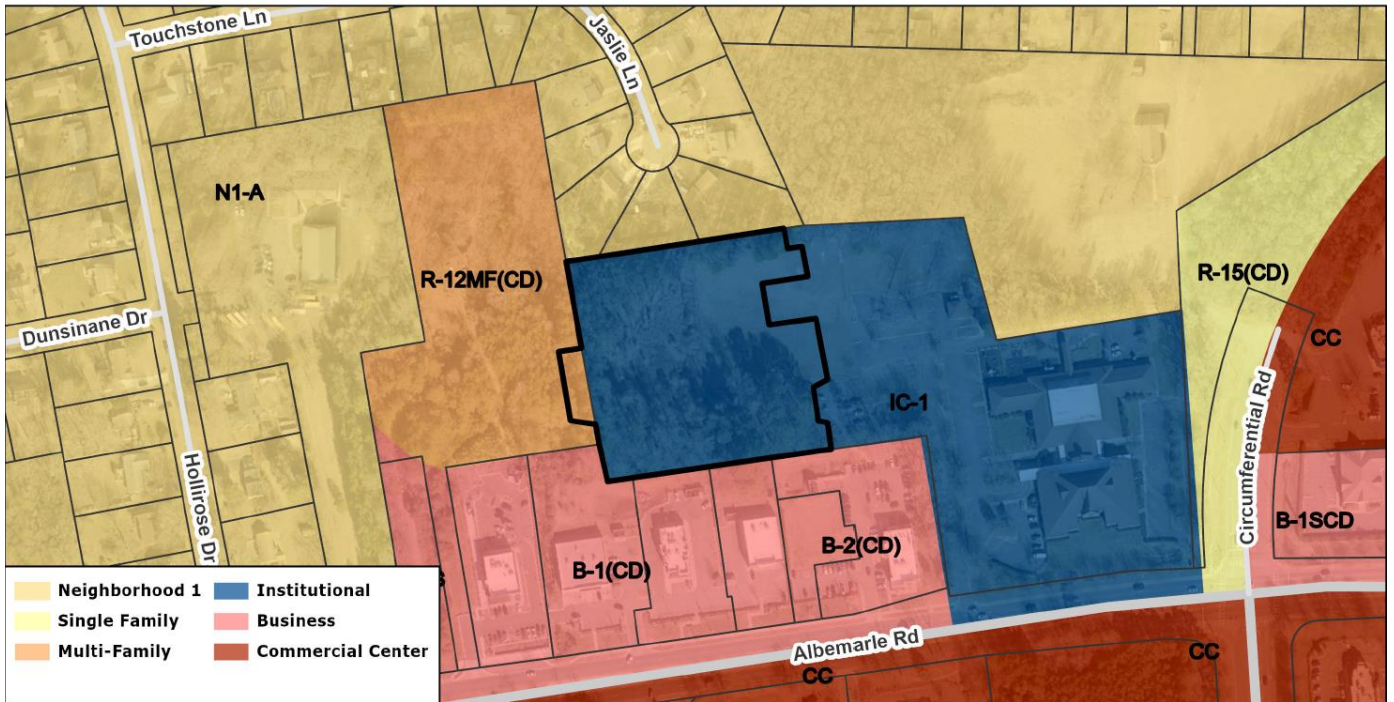 Touchstone Ln
Jaslie Ln
N1-A
R-12MF(CD)
R-15(CD)
Dunsinane Dr
CC
IC-1
Circumferential Rd
Hollirose Dr
B-1SCD
B-2(CD)
B-1(CD)
Neighborhood 1
Institutional
Single Family
Business
Multi-Family
Commercial Center
Albemarle Rd
CC
CC